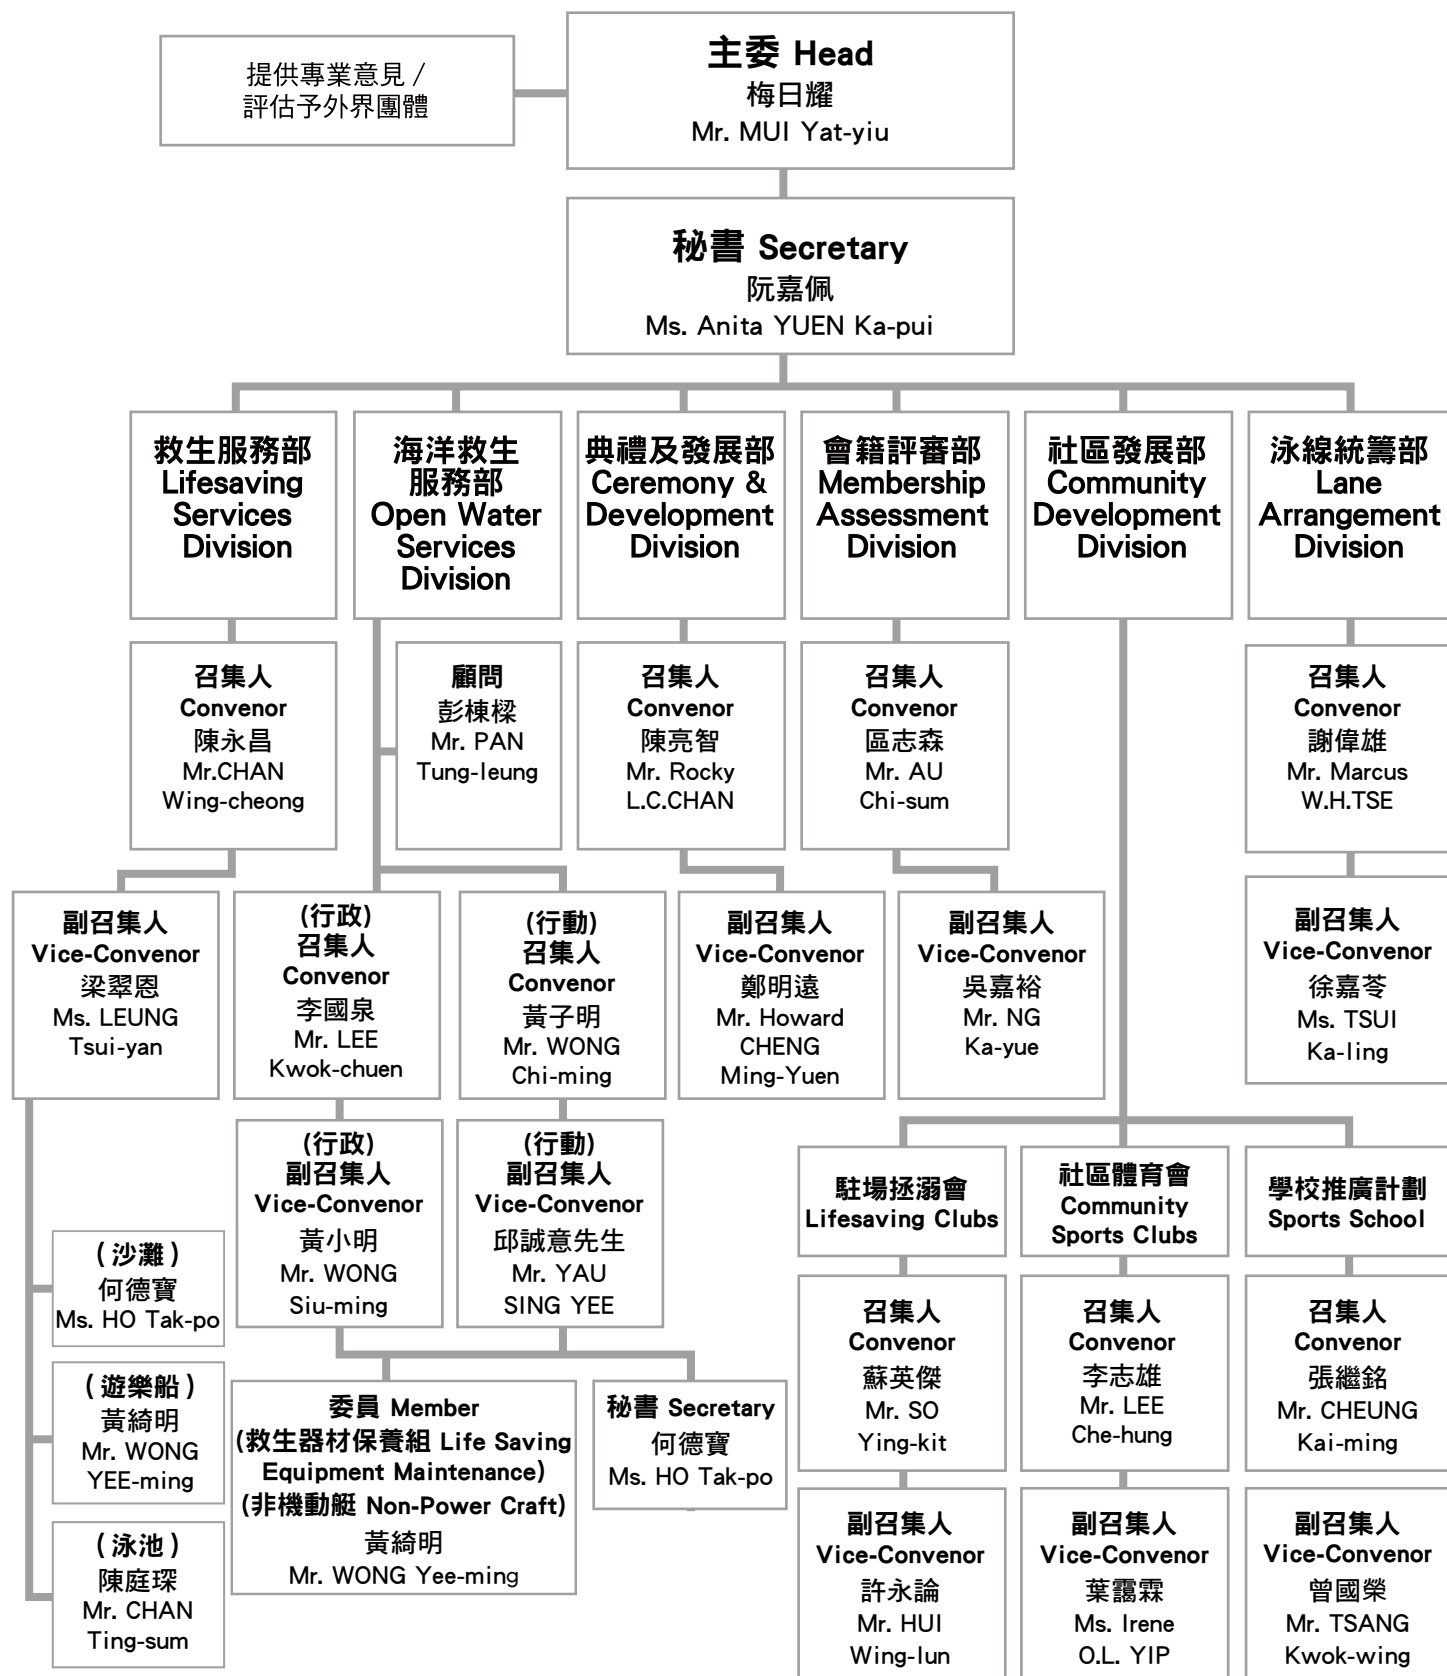 提供專業意見 /
評估予外界團體
主委 Head
梅日耀
Mr. MUI Yat-yiu
秘書 Secretary
阮嘉佩
Ms. Anita YUEN Ka-pui
救生服務部
Lifesaving
Services
Division
海洋救生
服務部
Open Water
Services
Division
典禮及發展部
Ceremony &
Development
Division
會籍評審部
Membership
Assessment
Division
社區發展部
Community
Development
Division
泳線統籌部
Lane
Arrangement
Division
召集人
Convenor
陳永昌
Mr.CHAN
Wing-cheong
顧問
彭棟樑
Mr. PAN
Tung-leung
召集人
Convenor
陳亮智
Mr. Rocky
L.C.CHAN
召集人
Convenor
區志森
Mr. AU
Chi-sum
召集人
Convenor
謝偉雄
Mr. Marcus
W.H.TSE
副召集人
Vice-Convenor
梁翠恩
Ms. LEUNG
Tsui-yan
(行政)
召集人
Convenor
李國泉
Mr. LEE
Kwok-chuen
(行動)
召集人
Convenor
黃子明
Mr. WONG
Chi-ming
副召集人
Vice-Convenor
鄭明遠
Mr. Howard
CHENG
Ming-Yuen
副召集人
Vice-Convenor
吳嘉裕
Mr. NG
Ka-yue
副召集人
Vice-Convenor
徐嘉苓
Ms. TSUI
Ka-ling
(行政)
副召集人
Vice-Convenor
黃小明
Mr. WONG
Siu-ming
(行動)
副召集人
Vice-Convenor
邱誠意先生
Mr. YAU
SING YEE
駐場拯溺會
Lifesaving Clubs
社區體育會
Community
Sports Clubs
學校推廣計劃
Sports School
(沙灘)
何德寶
Ms. HO Tak-po
(遊樂船)
黃綺明
Mr. WONG
YEE-ming
(泳池)
陳庭琛
Mr. CHAN
Ting-sum
委員 Member
(救生器材保養組 Life Saving
Equipment Maintenance)
(非機動艇 Non-Power Craft)
黃綺明
Mr. WONG Yee-ming
秘書 Secretary
何德寶
Ms. HO Tak-po
召集人
Convenor
蘇英傑
Mr. SO
Ying-kit
召集人
Convenor
李志雄
Mr. LEE
Che-hung
召集人
Convenor
張繼銘
Mr. CHEUNG
Kai-ming
副召集人
Vice-Convenor
許永論
Mr. HUI
Wing-lun
副召集人
Vice-Convenor
葉靄霖
Ms. Irene
O.L. YIP
副召集人
Vice-Convenor
曾國榮
Mr. TSANG
Kwok-wing